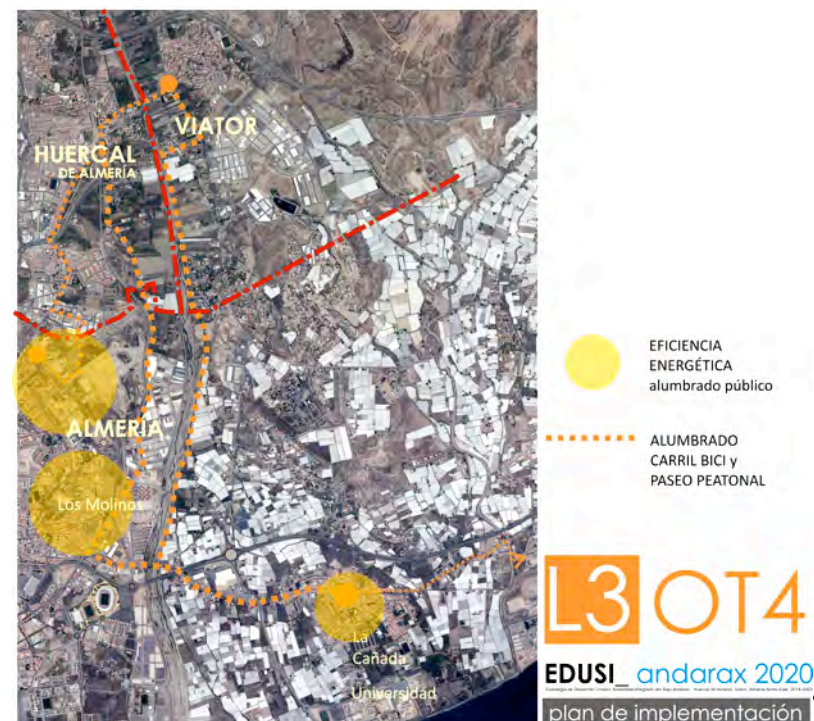 VIATOR
HUERCAL
DE ALMERÍA
ALMERIA
Los Molinos
La
Cañada
Universidad
EFICIENCIA
ENERGÉTICA
alumbrado público
ALUMBRADO
CARRIL BICI y
PASEO PEATONAL
L3 OT4
EDUSI_ andarax 2020
plan de implementación